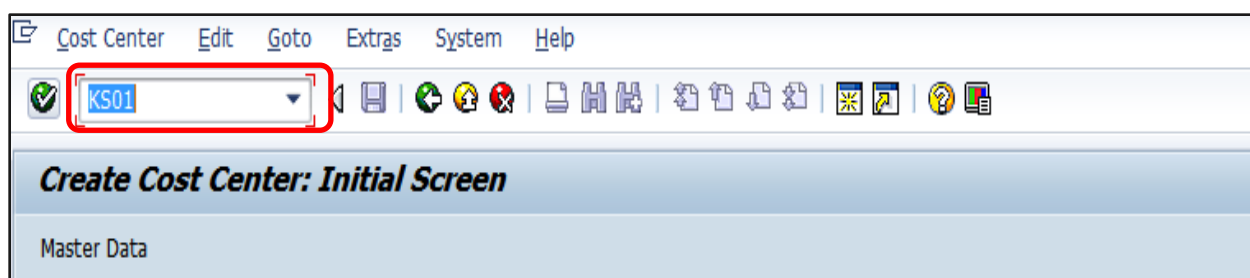 Cost Center Edit Goto Extras System Help
KS01
Create Cost Center: Initial Screen
Master Data